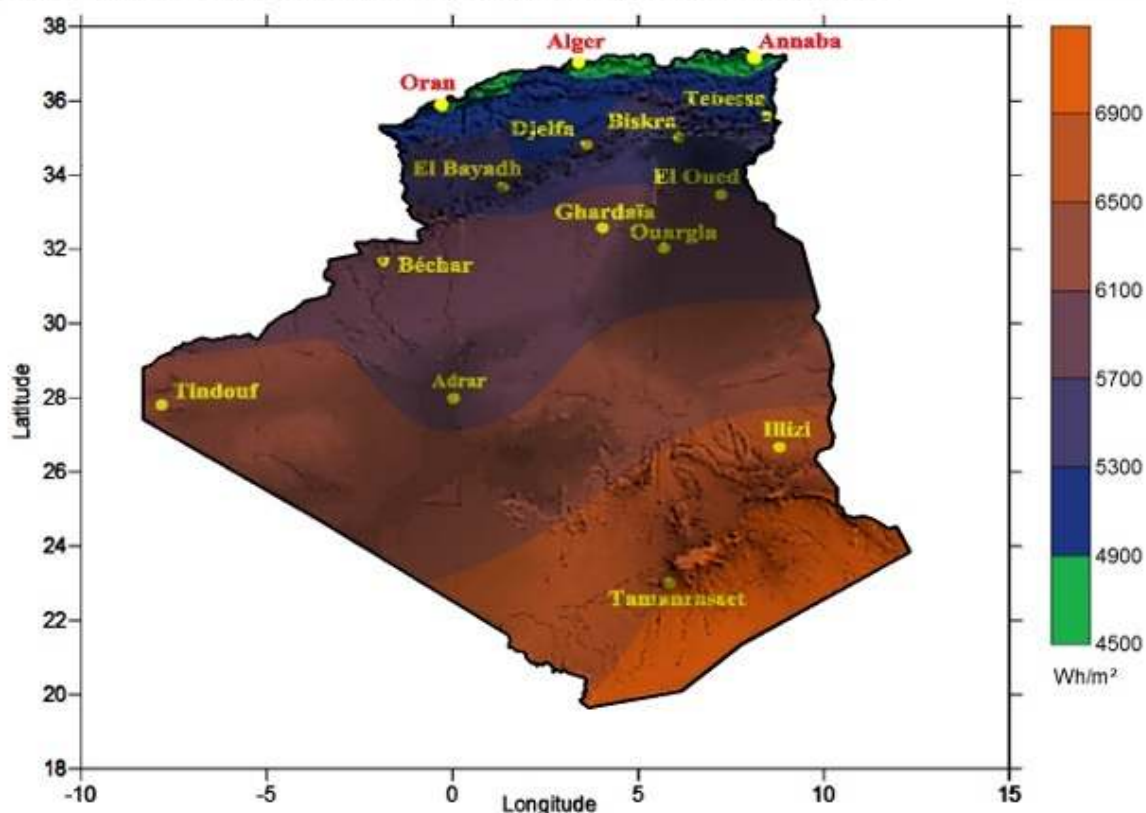 38
36
34
32
30
28
26
24
22
20
18
Latitude
-10
-5
0
5
10
15
Longitude
Alger
Annaba
Oran
Tebessa
Biskra
Djelfa
El Bayadh
El Oued
Ghardaïa
Ouargla
Béchar
Adrar
Tindouf
Illizi
Tamanrasset
6900
6500
6100
5700
5300
4900
4500
Wh/m²